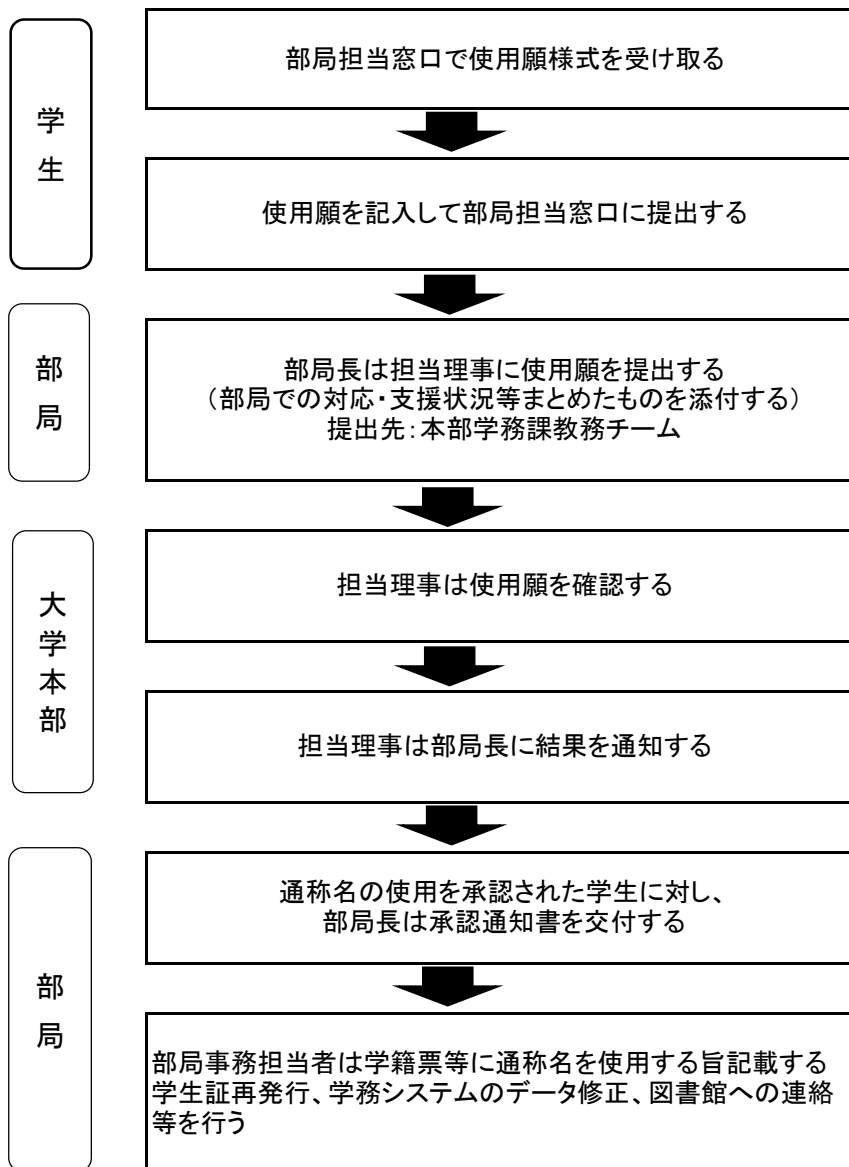 学生
部局担当窓口で使用願様式を受け取る
使用願を記入して部局担当窓口に提出する
部局
部局長は担当理事に使用願を提出する
（部局での対応・支援状況等まとめたものを添付する）
提出先：本部学務課教務チーム
大学本部
担当理事は使用願を確認する
担当理事は部局長に結果を通知する
部局
通称名の使用を承認された学生に対し、
部局長は承認通知書を交付する
部局事務担当者は学籍票等に通称名を使用する旨記載する
学生証再発行、学務システムのデータ修正、図書館への連絡
等を行う